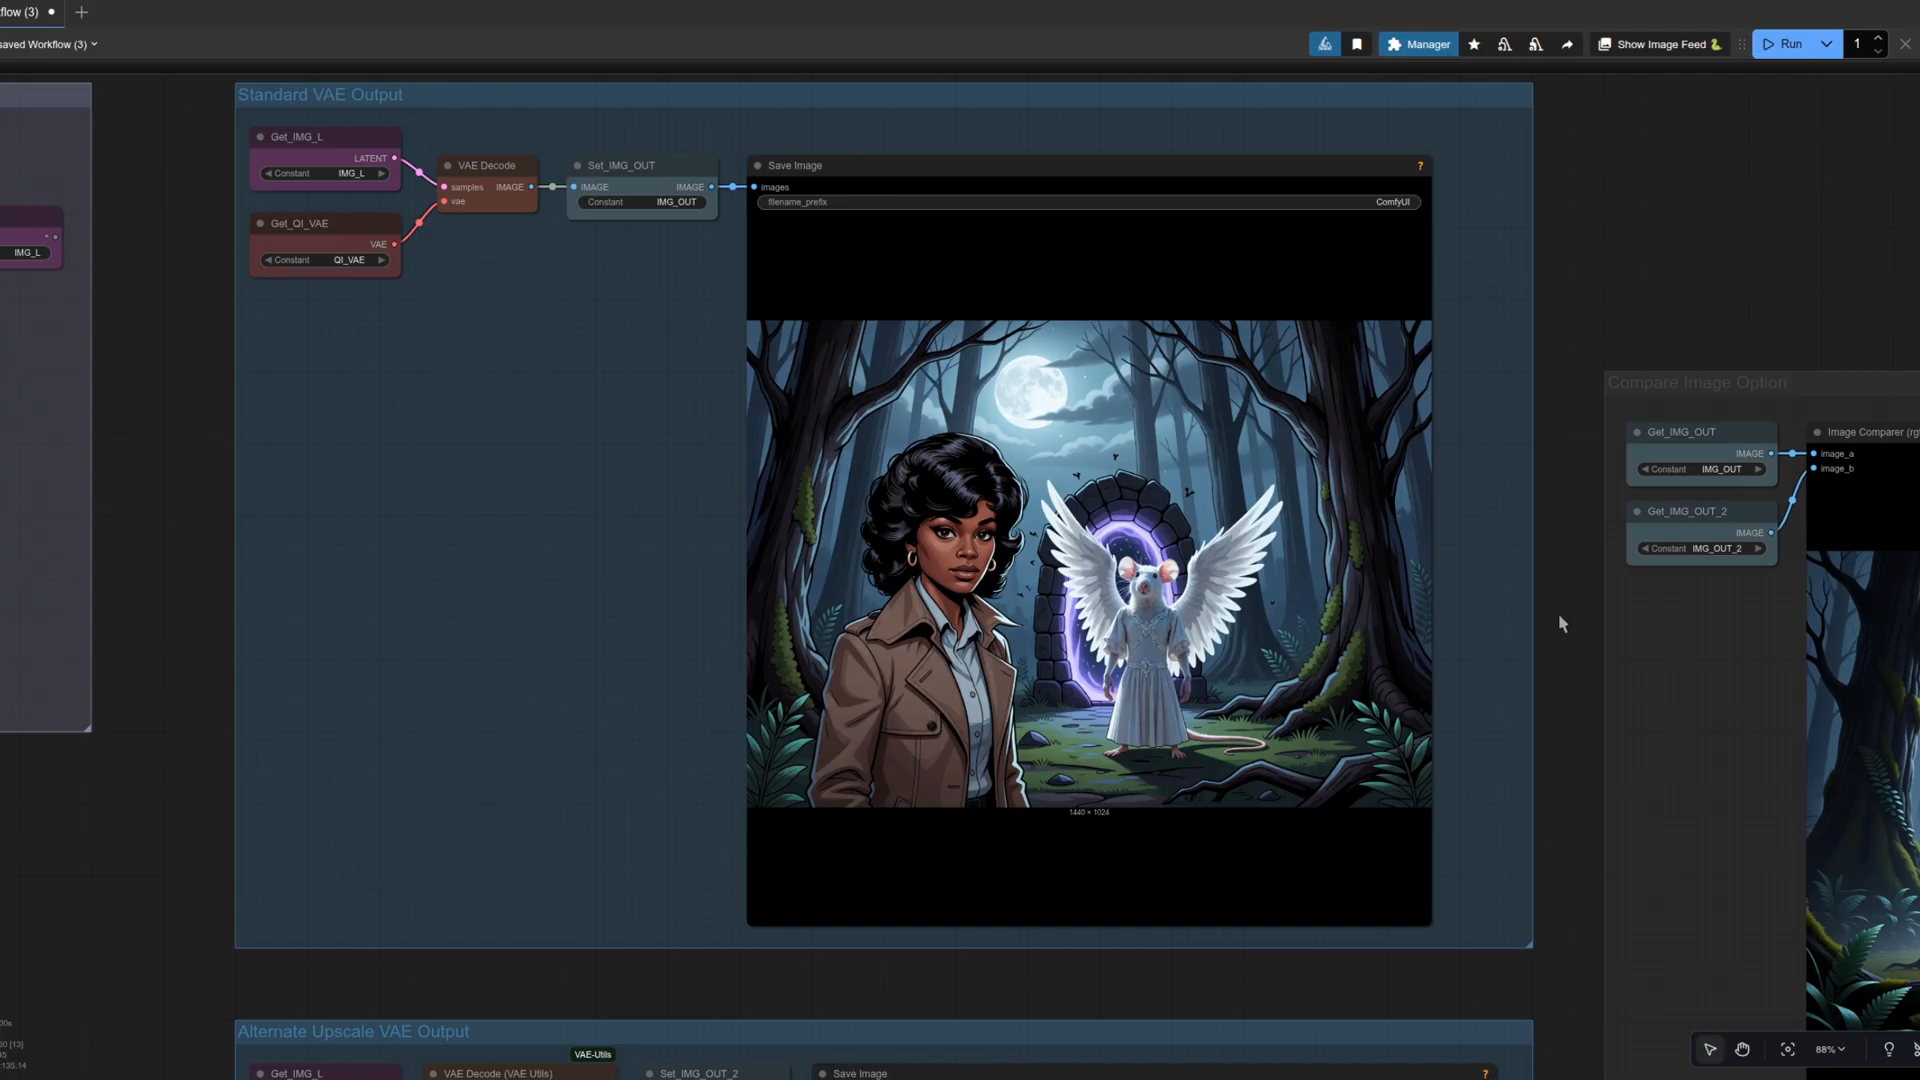 flow (3)
saved Workflow (3)
Manager
Show Image Feed
Run
1
Standard VAE Output
Get_IMG_L
LATENT
Constant IMG_L
Get_QI_VAE
VAE
Constant QI_VAE
VAE Decode
samples IMAGE
vae
Set_IMG_OUT
IMAGE IMAGE
Constant IMG_OUT
Save Image ?
images
filename_prefix ComfyUI
1440 × 1024
IMG_L
Compare Image Option
Get_IMG_OUT
IMAGE
Constant IMG_OUT
Get_IMG_OUT_2
IMAGE
Constant IMG_OUT_2
Image Comparer (rg
image_a
image_b
Alternate Upscale VAE Output
VAE-Utils
Get_IMG_L
VAE Decode (VAE Utils)
Set_IMG_OUT_2
Save Image ?
[13]
:135.14
88%